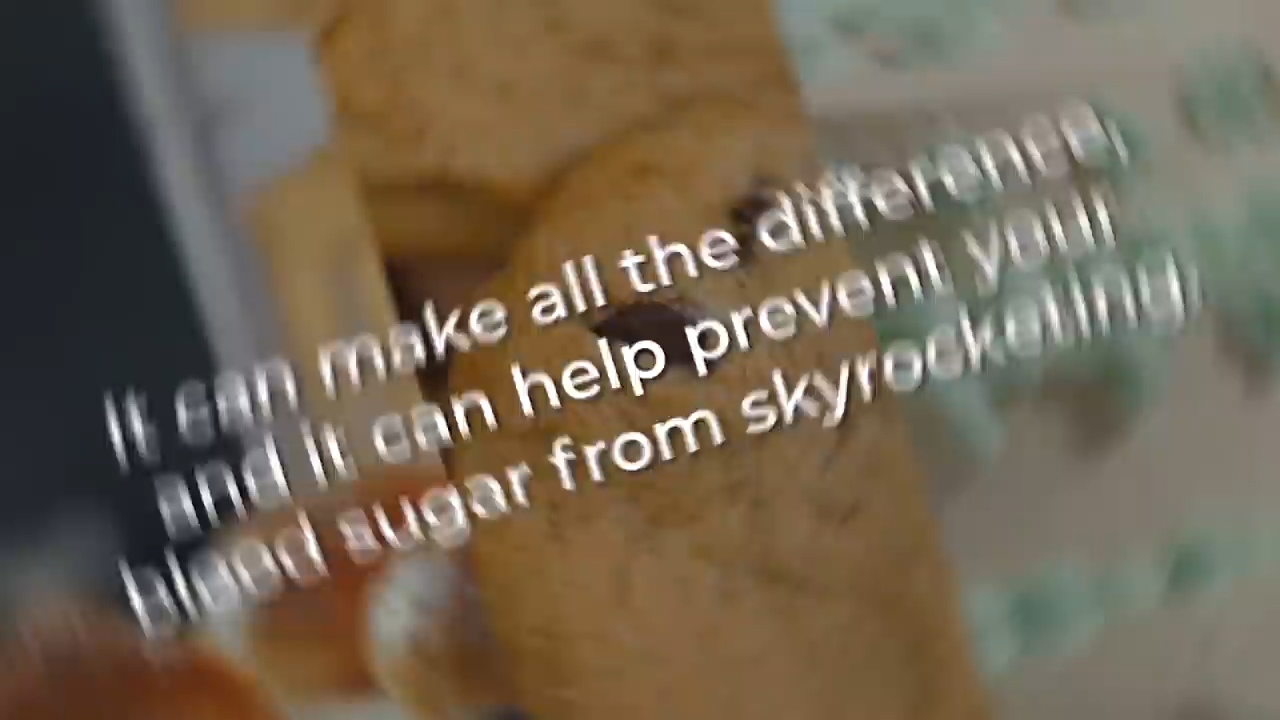 It can make all the difference,
and it can help prevent your
blood sugar from skyrocketing!